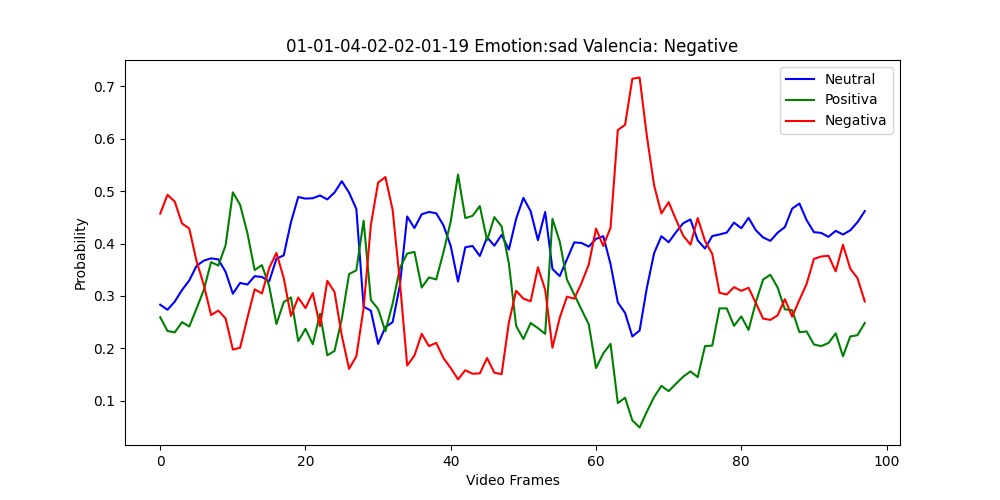 01-01-04-02-02-01-19 Emotion:sad Valencia: Negative
Neutral
Positiva
Negativa
Probability
0.7
0.6
0.5
0.4
0.3
0.2
0.1
0 20 40 60 80 100
Video Frames